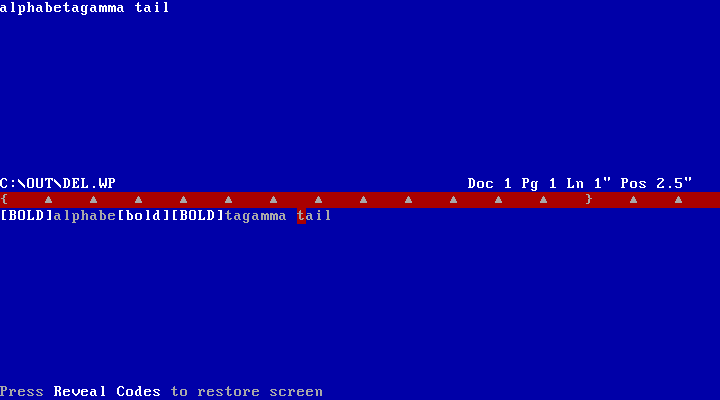 alphabetagamma tail
C:\OUT\DEL.WP Doc 1 Pg 1 Ln 1" Pos 2.5"
{ ▲ ▲ ▲ ▲ ▲ ▲ ▲ ▲ ▲ ▲ ▲ ▲ } ▲ ▲
[BOLD]alphabe[bold][BOLD]tagamma tail
Press Reveal Codes to restore screen